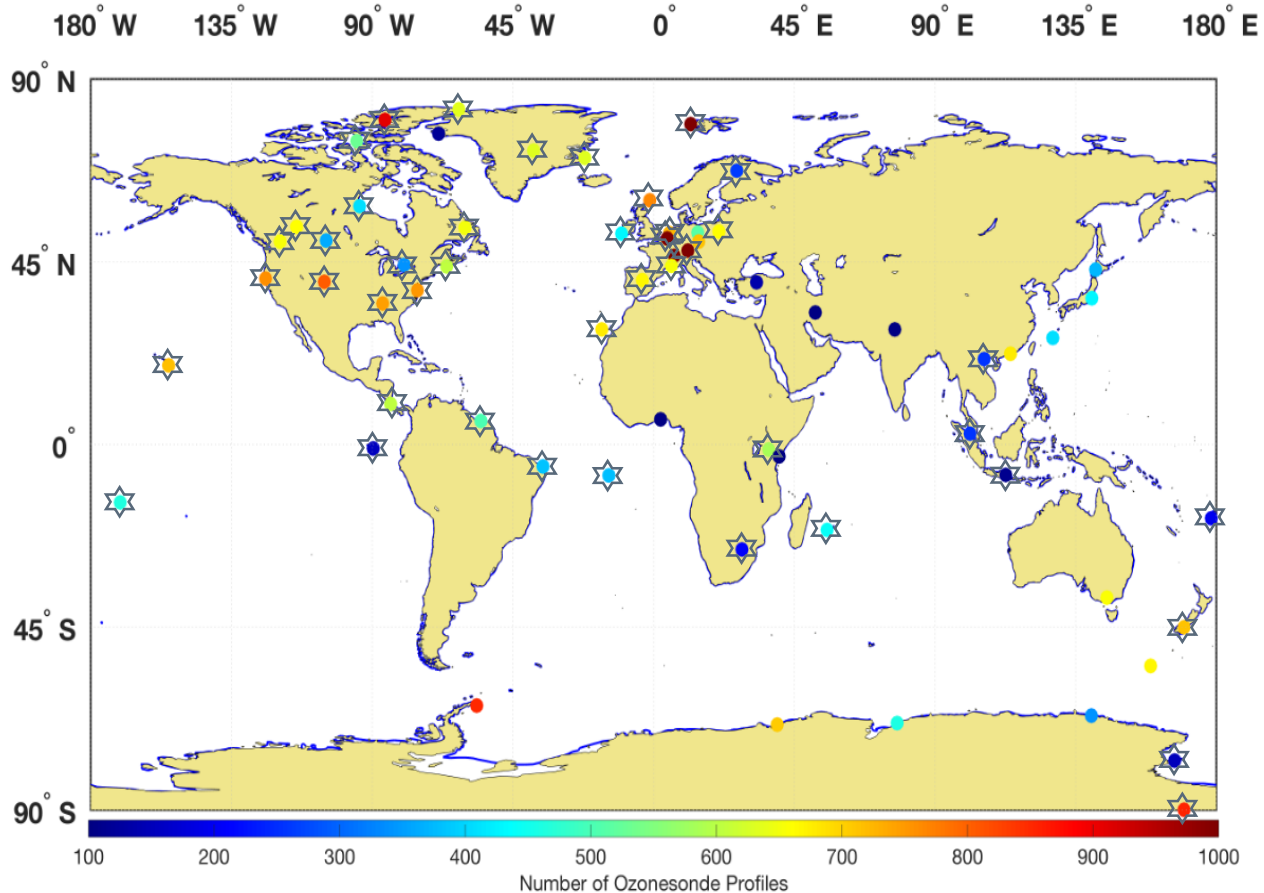 180° W 135° W 90° W 45° W 0° 45° E 90° E 135° E 180° E
90° N
45° N
0°
45° S
90° S
100 200 300 400 500 600 700 800 900 1000
Number of Ozonesonde Profiles